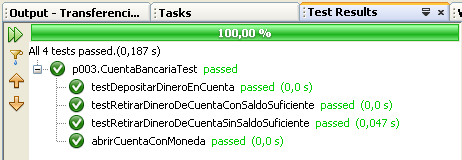 Output - Transferenci...
Tasks
Test Results
100,00 %
All 4 tests passed.(0,187 s)
p003.CuentaBancariaTest passed
testDepositarDineroEnCuenta passed (0,0 s)
testRetirarDineroDeCuentaConSaldoSuficiente passed (0,0 s)
testRetirarDineroDeCuentaSinSaldoSuficiente passed (0,047 s)
abrirCuentaConMoneda passed (0,0 s)